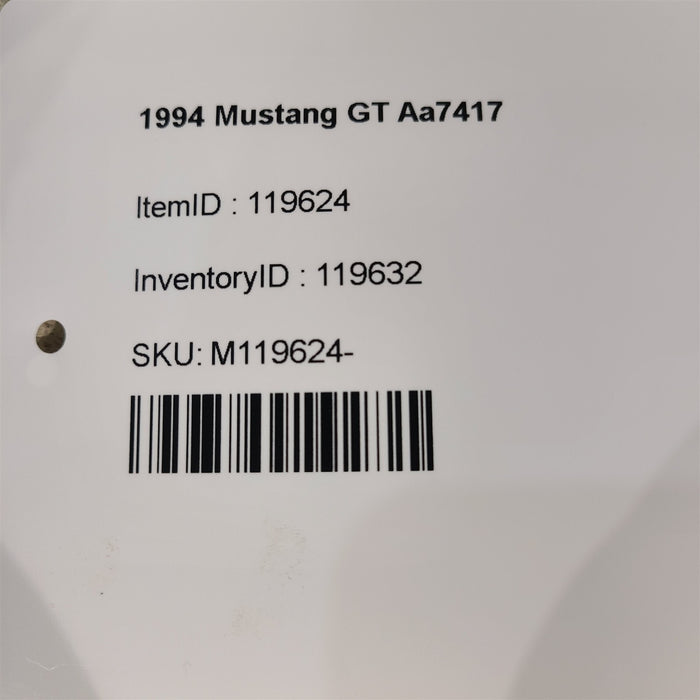 1994 Mustang GT Aa7417
ItemID : 119624
InventoryID : 119632
SKU: M119624-